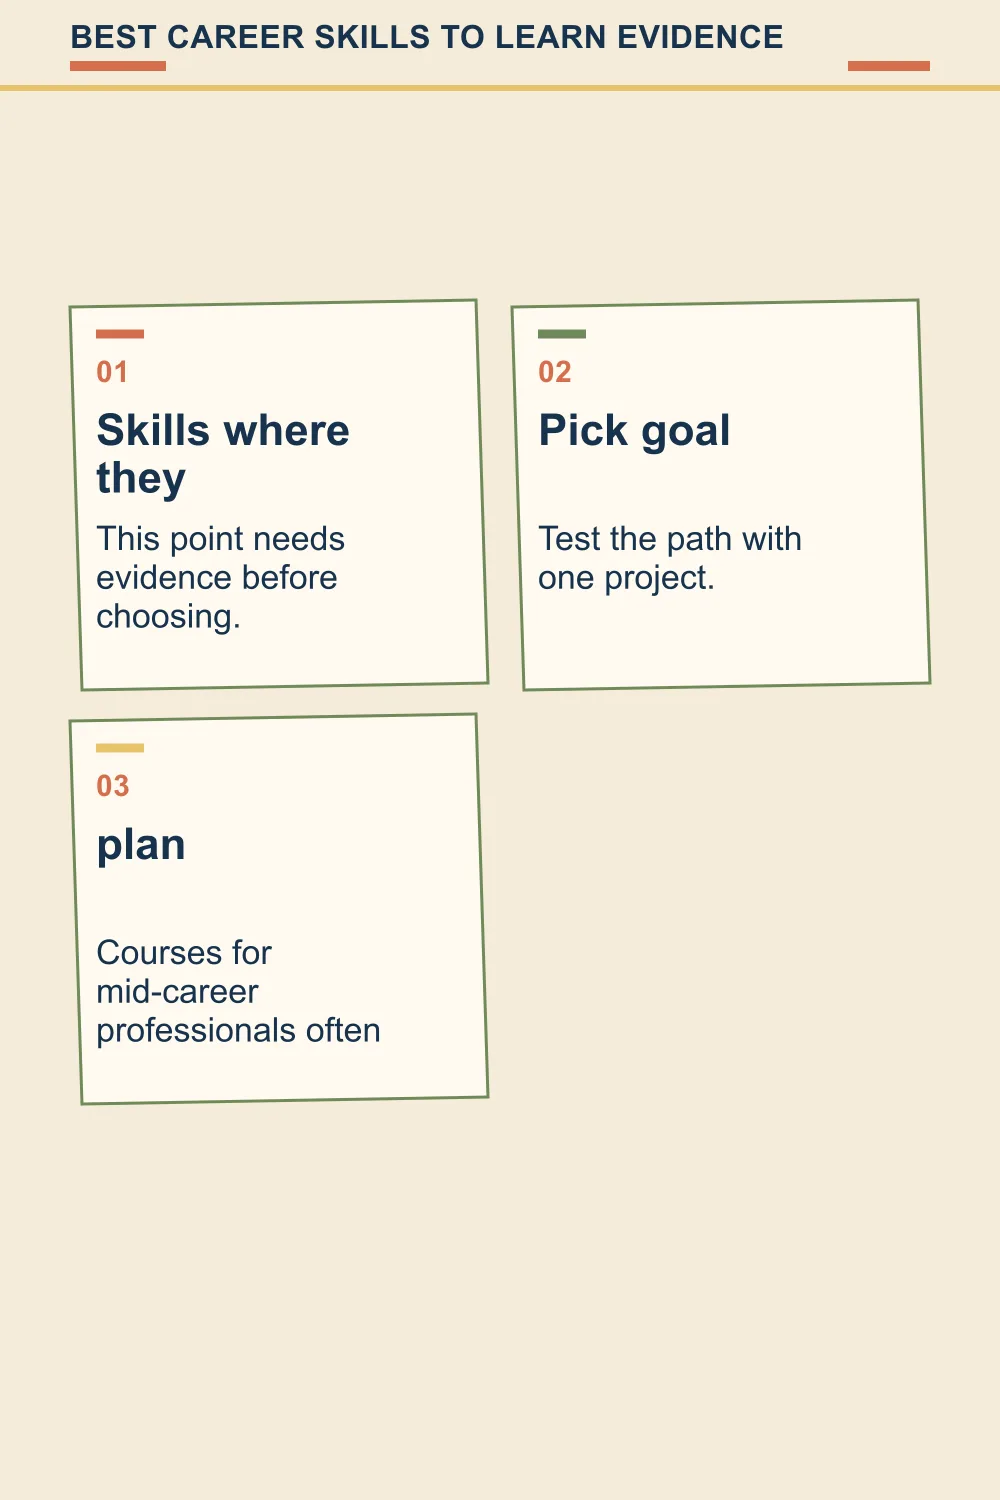 BEST CAREER SKILLS TO LEARN EVIDENCE
01
Skills where
they
This point needs
evidence before
choosing.
02
Pick goal
Test the path with
one project.
03
plan
Courses for
mid-career
professionals often